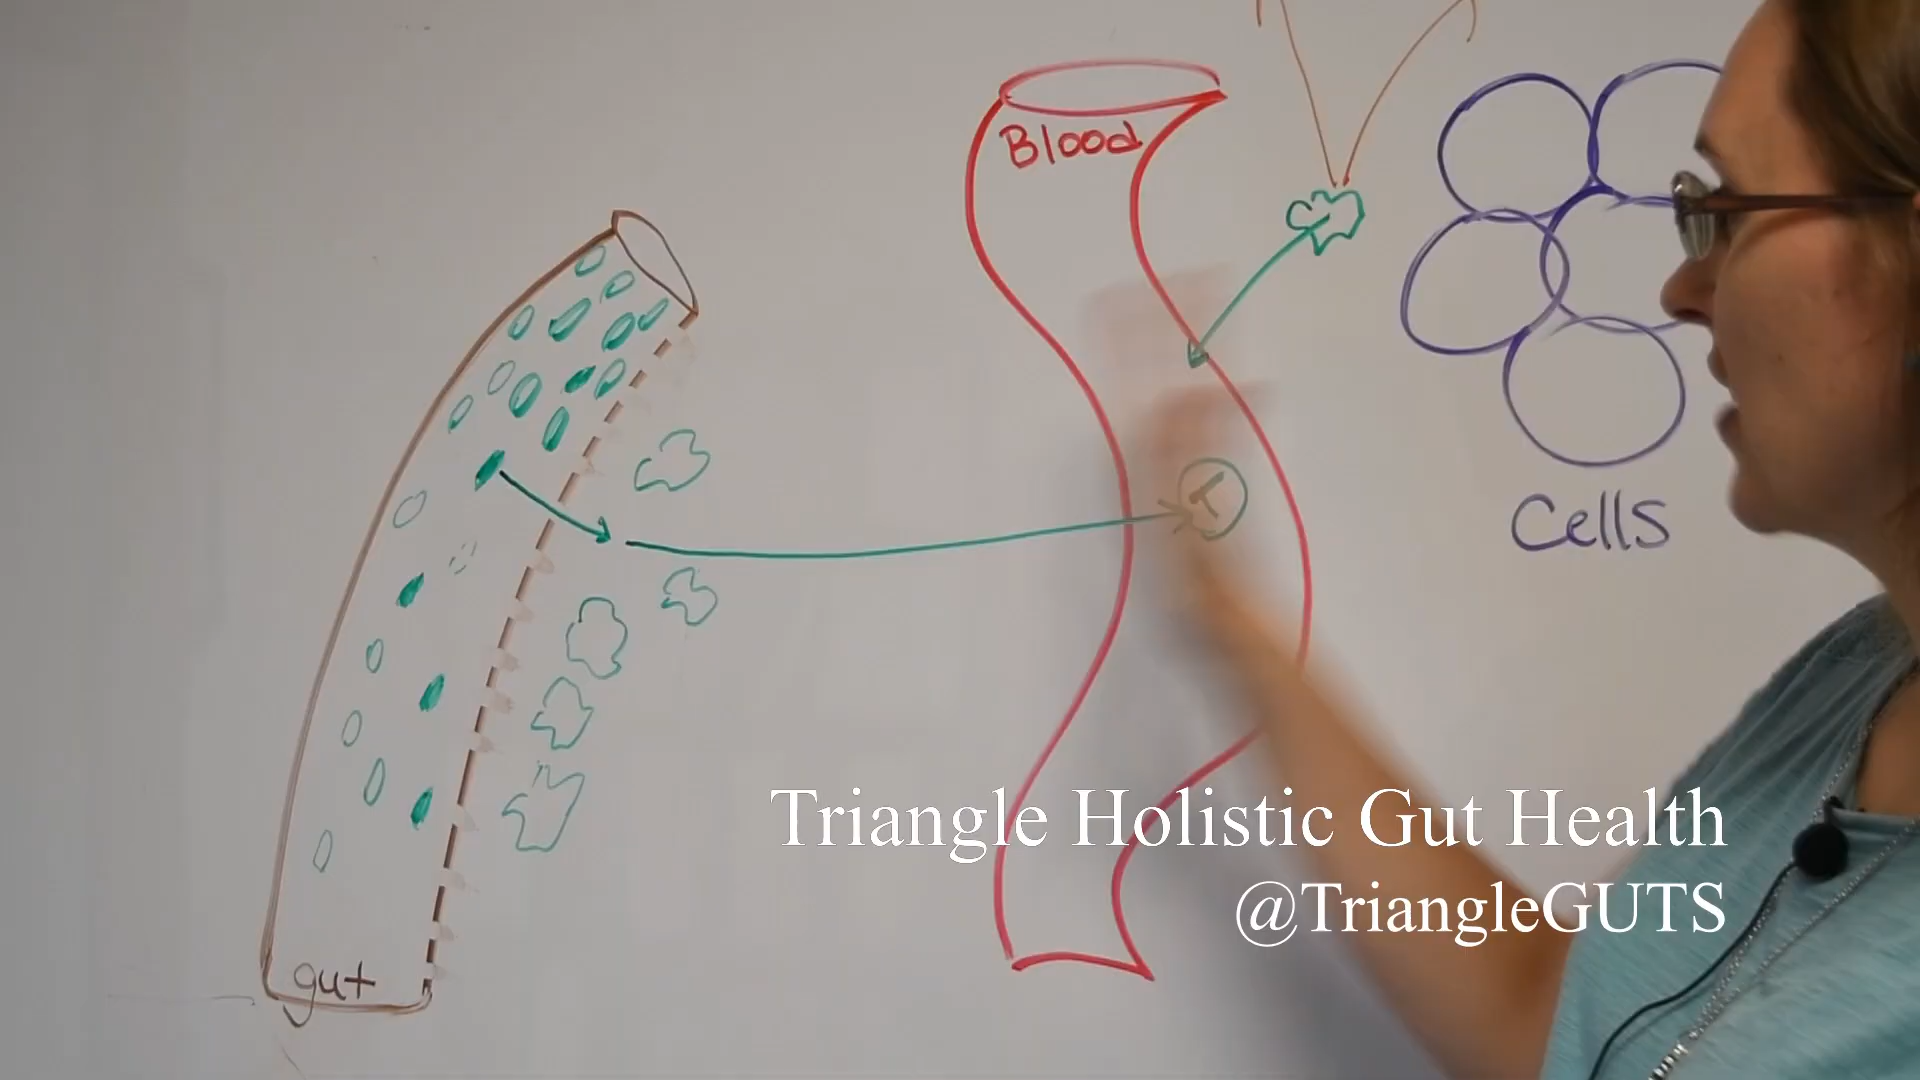 Blood
T
Cells
gut
Triangle Holistic Gut Health
@TriangleGUTS